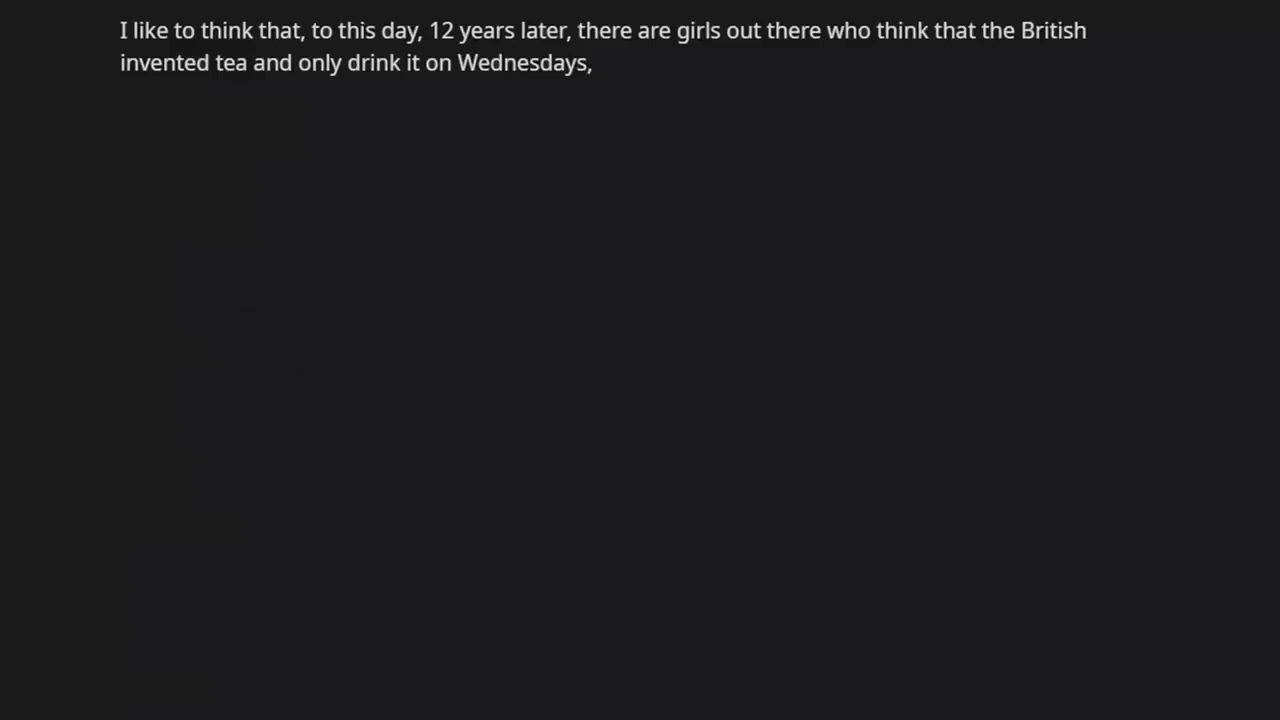 I like to think that, to this day, 12 years later, there are girls out there who think that the British
invented tea and only drink it on Wednesdays,